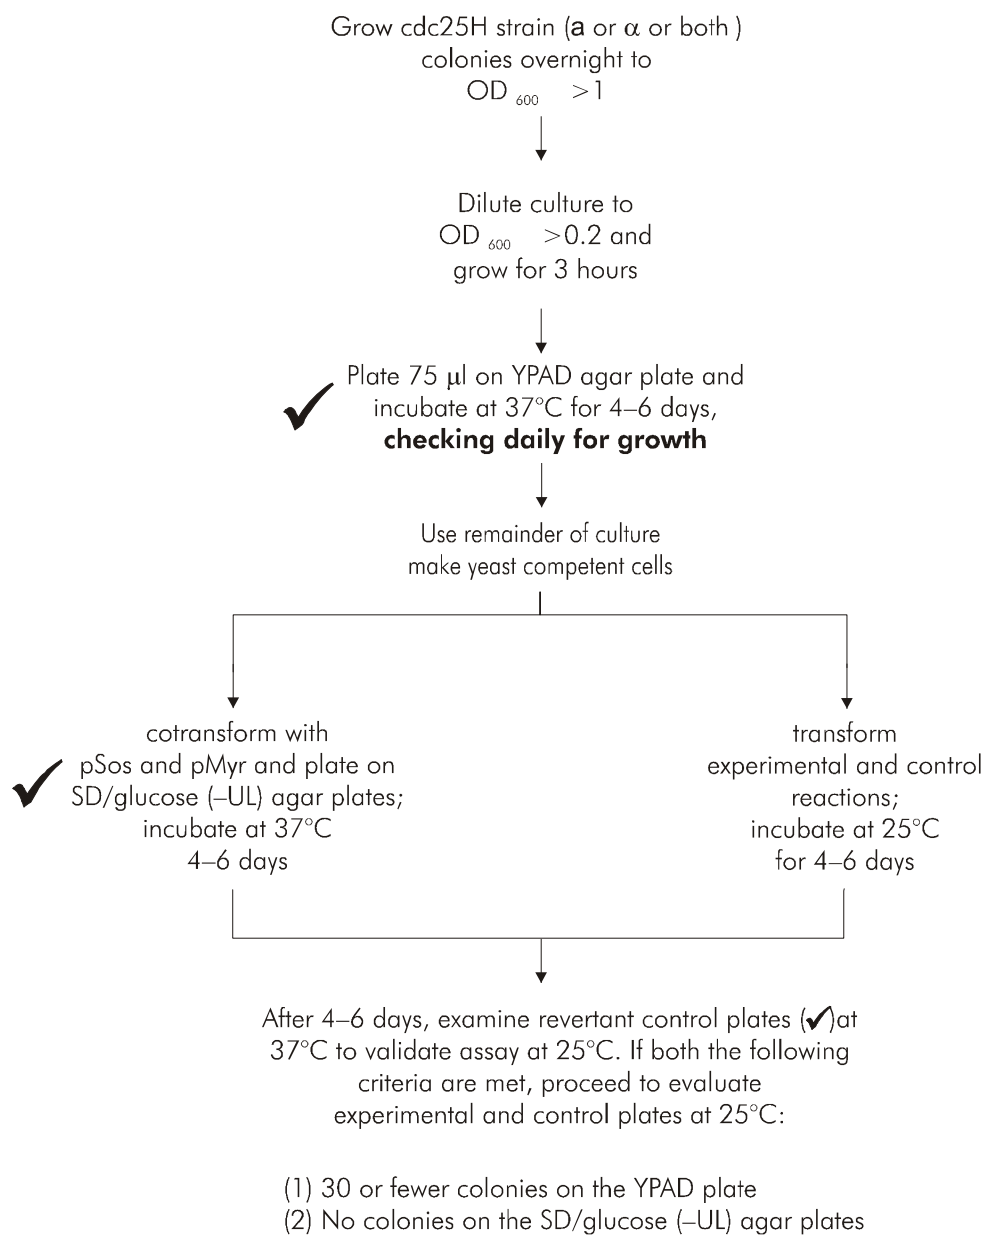 Grow cdc25H strain (a or α or both )
colonies overnight to
OD 600 >1
Dilute culture to
OD 600 >0.2 and
grow for 3 hours
Plate 75 µl on YPAD agar plate and
incubate at 37°C for 4–6 days,
checking daily for growth
Use remainder of culture
make yeast competent cells
cotransform with
pSos and pMyr and plate on
SD/glucose (–UL) agar plates;
incubate at 37°C
4–6 days
transform
experimental and control
reactions;
incubate at 25°C
for 4–6 days
After 4–6 days, examine revertant control plates (✓)at
37°C to validate assay at 25°C. If both the following
criteria are met, proceed to evaluate
experimental and control plates at 25°C:
(1) 30 or fewer colonies on the YPAD plate
(2) No colonies on the SD/glucose (–UL) agar plates